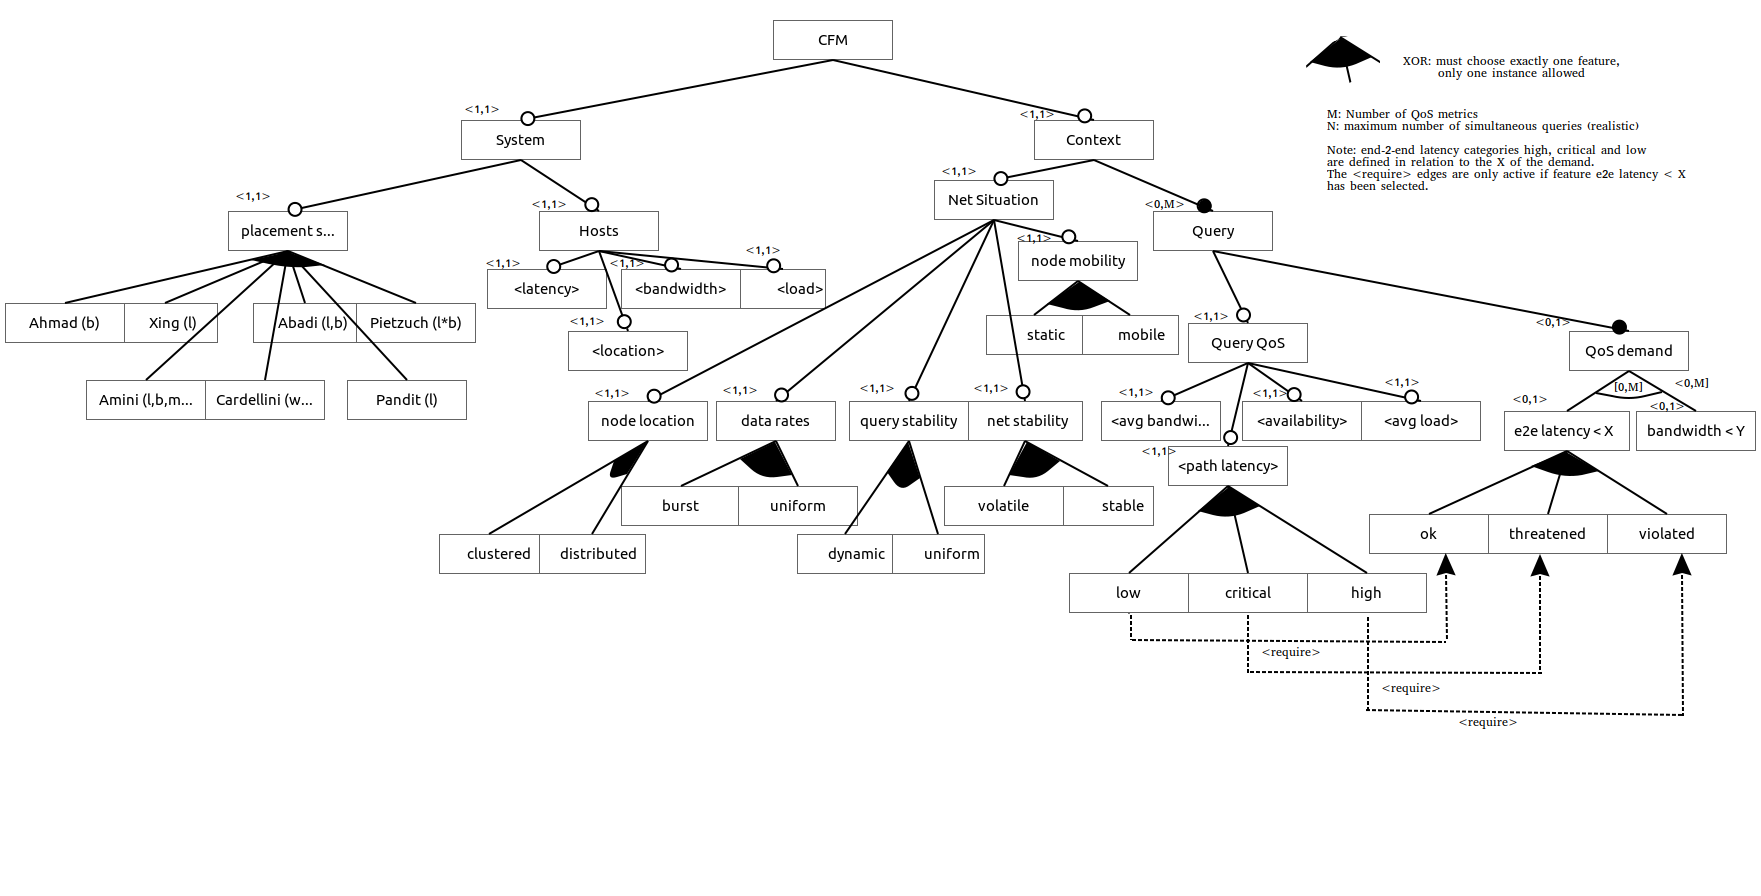 CFM
XOR: must choose exactly one feature,
only one instance allowed
M: Number of QoS metrics
N: maximum number of simultaneous queries (realistic)
Note: end-2-end latency categories high, critical and low
are defined in relation to the X of the demand.
The <require> edges are only active if feature e2e latency < X
has been selected.
<1,1>
<1,1>
System
Context
<1,1>
<1,1>
<1,1>
<0,M>
placement s...
Hosts
Net Situation
Query
<1,1>
<1,1>
<1,1>
<1,1>
node mobility
<latency>
<bandwidth>
<load>
<1,1>
<location>
Ahmad (b)
Xing (l)
Abadi (l,b)
Pietzuch (l*b)
static
mobile
<1,1>
Query QoS
<0,1>
QoS demand
Amini (l,b,m...
Cardellini (w...
Pandit (l)
<1,1>
<1,1>
<1,1>
<1,1>
<1,1>
<1,1>
<1,1>
<0,1>
[0,M]
<0,M]
<0,1>
node location
data rates
query stability
net stability
<avg bandwi...
<availability>
<avg load>
e2e latency < X
bandwidth < Y
<1,1>
<path latency>
burst
uniform
volatile
stable
ok
threatened
violated
clustered
distributed
dynamic
uniform
low
critical
high
<require>
<require>
<require>